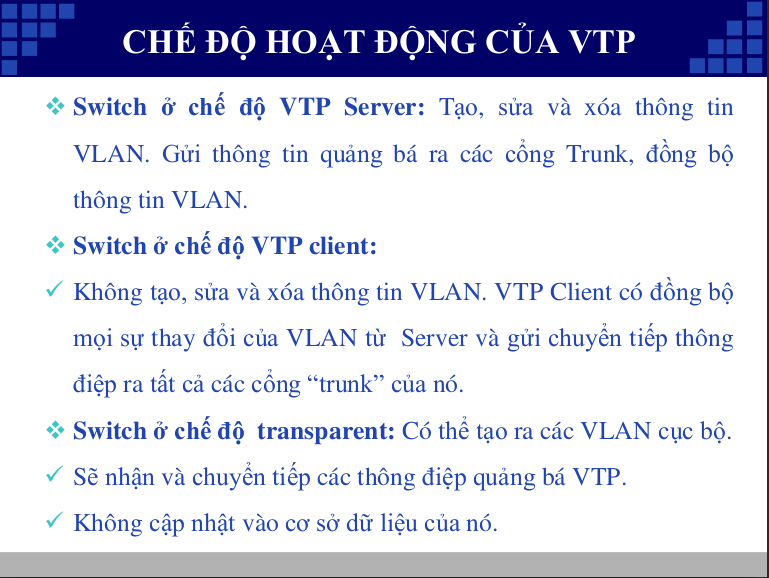 CHẾ ĐỘ HOẠT ĐỘNG CỦA VTP
Switch ở chế độ VTP Server: Tạo, sửa và xóa thông tin
VLAN. Gửi thông tin quảng bá ra các cổng Trunk, đồng bộ
thông tin VLAN.
Switch ở chế độ VTP client:
Không tạo, sửa và xóa thông tin VLAN. VTP Client có đồng bộ
mọi sự thay đổi của VLAN từ Server và gửi chuyển tiếp thông
điệp ra tất cả các cổng “trunk” của nó.
Switch ở chế độ transparent: Có thể tạo ra các VLAN cục bộ.
Sẽ nhận và chuyển tiếp các thông điệp quảng bá VTP.
Không cập nhật vào cơ sở dữ liệu của nó.